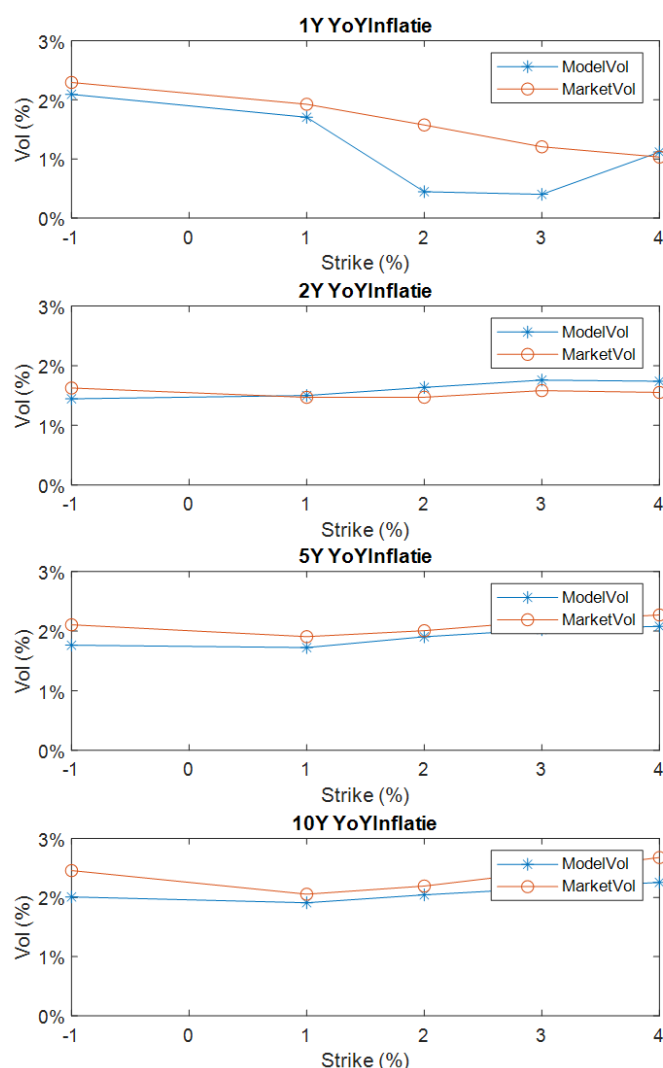 1Y YoYInflatie
3%
2%
1%
0%
Vol (%)
ModelVol
MarketVol
-1 0 1 2 3 4
Strike (%)
2Y YoYInflatie
3%
2%
1%
0%
Vol (%)
ModelVol
MarketVol
-1 0 1 2 3 4
Strike (%)
5Y YoYInflatie
3%
2%
1%
0%
Vol (%)
ModelVol
MarketVol
-1 0 1 2 3 4
Strike (%)
10Y YoYInflatie
3%
2%
1%
0%
Vol (%)
ModelVol
MarketVol
-1 0 1 2 3 4
Strike (%)